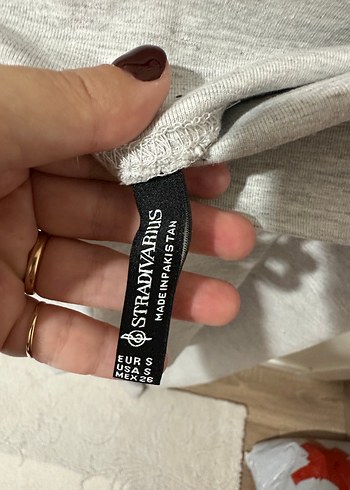 STRADIVARIUS
MADE IN PAKISTAN
EUR S
USA S
MEX 26